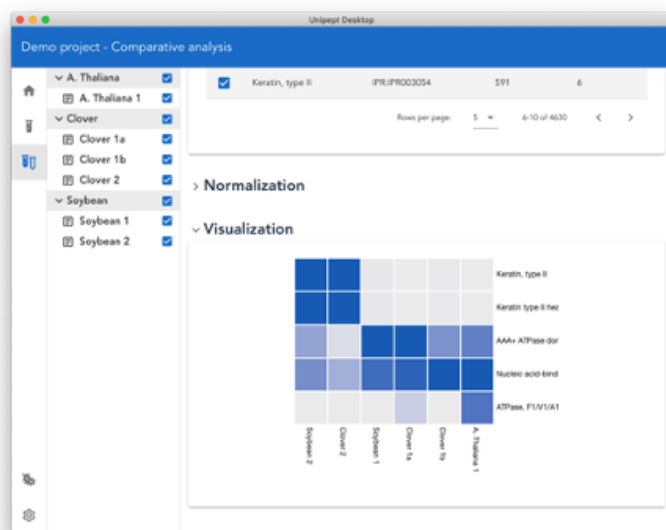 Unipept Desktop
Demo project - Comparative analysis
A. Thaliana
A. Thaliana 1
Clover
Clover 1a
Clover 1b
Clover 2
Soybean
Soybean 1
Soybean 2
Keratin, type II IPR:IPR003054 591 6
Rows per page: 5 6-10 of 4630
Normalization
Visualization
Keratin, type II
Keratin type II hea
AAA+ ATPase dor
Nucleic acid-bind
ATPase, F1/V1/A1
Soybean 2
Clover 2
Soybean 1
Clover 1a
Clover 1b
A. Thaliana 1